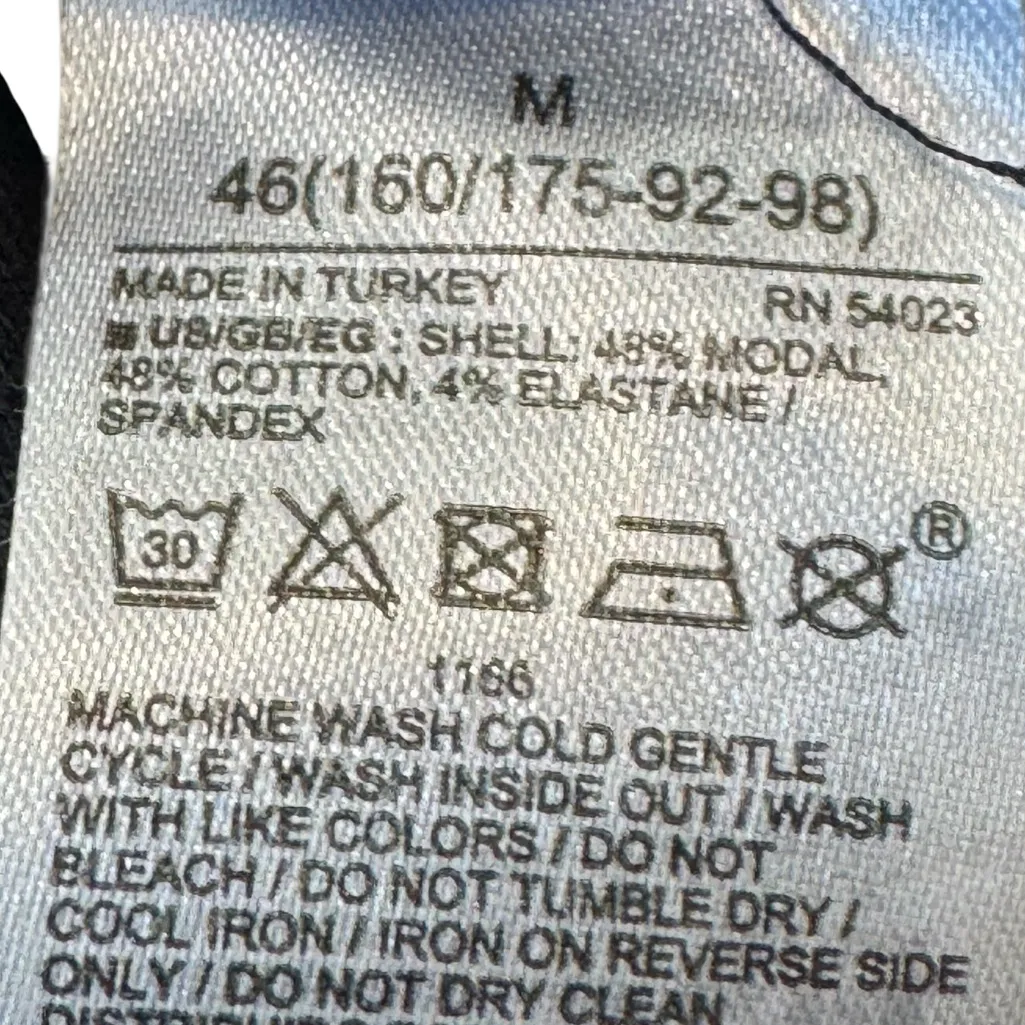 M
46(160/175-92-98)
MADE IN TURKEY
RN 54023
US/GB/EG : SHELL: 48% MODAL,
48% COTTON, 4% ELASTANE /
SPANDEX
30
®
1166
MACHINE WASH COLD GENTLE
CYCLE / WASH INSIDE OUT / WASH
WITH LIKE COLORS / DO NOT
BLEACH / DO NOT TUMBLE DRY /
COOL IRON / IRON ON REVERSE SIDE
ONLY / DO NOT DRY CLEAN